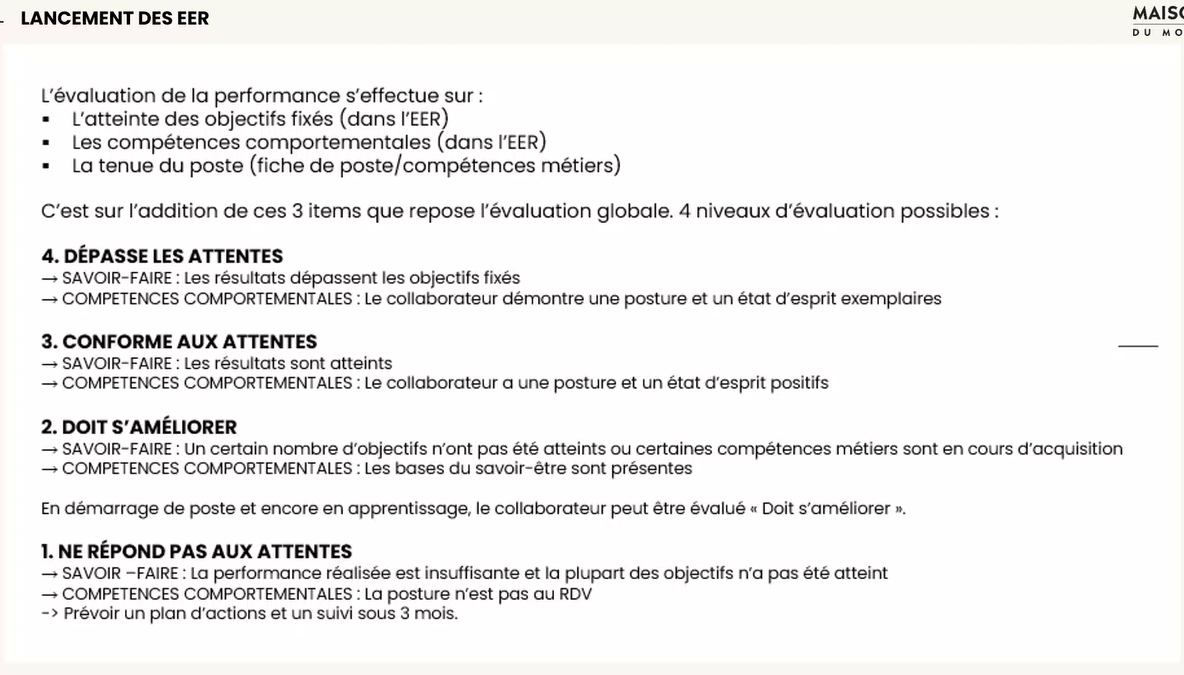 LANCEMENT DES EER
MAISO
DU MO
L’évaluation de la performance s’effectue sur :
▪ L’atteinte des objectifs fixés (dans l’EER)
▪ Les compétences comportementales (dans l’EER)
▪ La tenue du poste (fiche de poste/compétences métiers)
C’est sur l’addition de ces 3 items que repose l’évaluation globale. 4 niveaux d’évaluation possibles :
4. DÉPASSE LES ATTENTES
→ SAVOIR-FAIRE : Les résultats dépassent les objectifs fixés
→ COMPETENCES COMPORTEMENTALES : Le collaborateur démontre une posture et un état d’esprit exemplaires
3. CONFORME AUX ATTENTES
→ SAVOIR-FAIRE : Les résultats sont atteints
→ COMPETENCES COMPORTEMENTALES : Le collaborateur a une posture et un état d’esprit positifs
2. DOIT S’AMÉLIORER
→ SAVOIR-FAIRE : Un certain nombre d’objectifs n’ont pas été atteints ou certaines compétences métiers sont en cours d’acquisition
→ COMPETENCES COMPORTEMENTALES : Les bases du savoir-être sont présentes
En démarrage de poste et encore en apprentissage, le collaborateur peut être évalué « Doit s’améliorer ».
1. NE RÉPOND PAS AUX ATTENTES
→ SAVOIR –FAIRE : La performance réalisée est insuffisante et la plupart des objectifs n’a pas été atteint
→ COMPETENCES COMPORTEMENTALES : La posture n’est pas au RDV
-> Prévoir un plan d’actions et un suivi sous 3 mois.